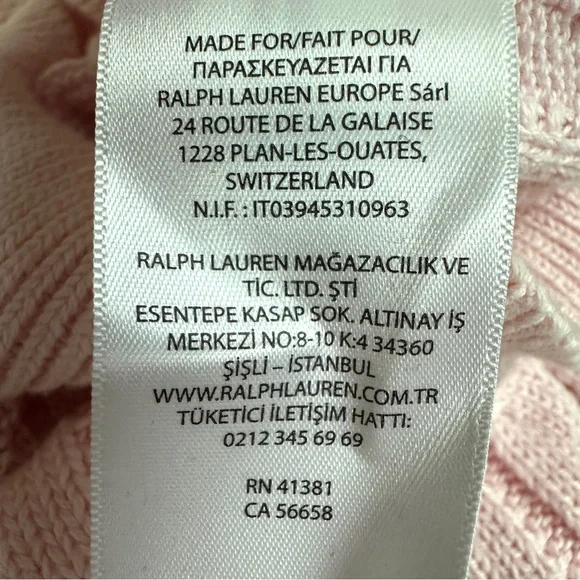 MADE FOR/FAIT POUR/
ΠΑΡΑΣΚΕΥΑΖΕΤΑΙ ΓΙΑ
RALPH LAUREN EUROPE Sárl
24 ROUTE DE LA GALAISE
1228 PLAN-LES-OUATES,
SWITZERLAND
N.I.F. : IT03945310963
RALPH LAUREN MAĞAZACILIK VE
TİC. LTD. ŞTİ
ESENTEPE KASAP SOK. ALTINAY İŞ
MERKEZİ NO:8-10 K:4 34360
ŞİŞLİ – İSTANBUL
WWW.RALPHLAUREN.COM.TR
TÜKETİCİ İLETİŞİM HATTI:
0212 345 69 69
RN 41381
CA 56658